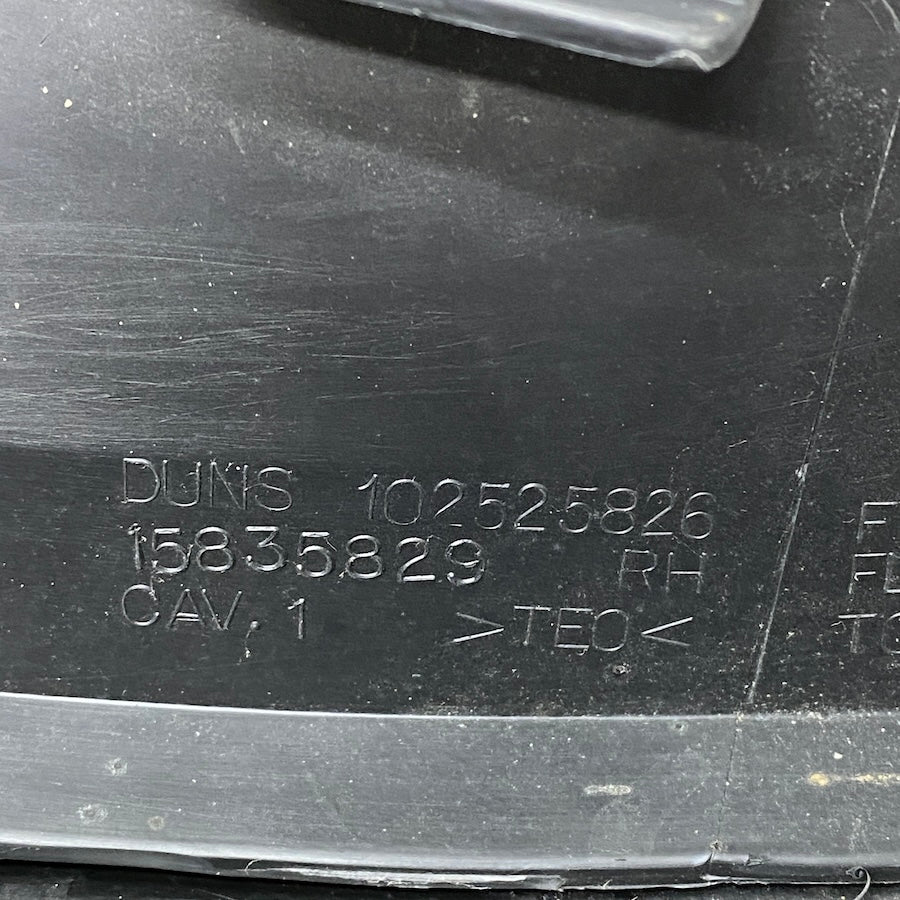 DUNS 102525826
15835829 RH
CAV. 1 >TEO<